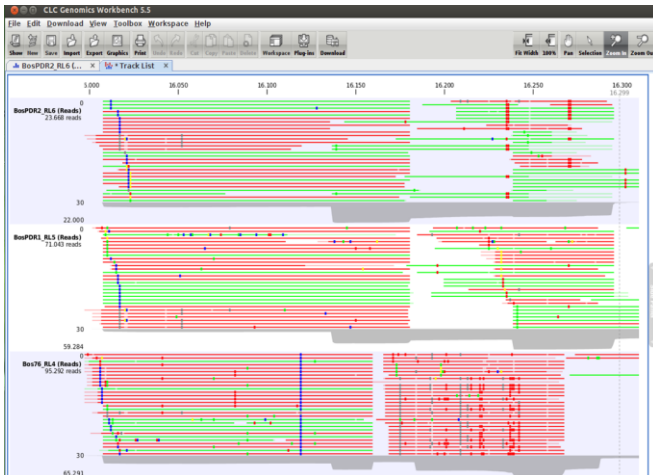 CLC Genomics Workbench 5.5
File Edit Download View Toolbox Workspace Help
Show New Save Import Export Graphics Print Undo Redo Cut Copy Paste Delete Workspace Plug-ins Download Fit Width 100% Pan Selection Zoom In Zoom Out
BosPDR2_RL6 (... X *Track List X
16.050 16.100 16.150 16.200 16.250 16.300
16.299
BosPDR2_RL6 (Reads)
23.668 reads
0
30
22.000
BosPDR1_RL5 (Reads)
71.043 reads
0
30
59.284
Bos76_RL4 (Reads)
95.292 reads
0
30
65.291